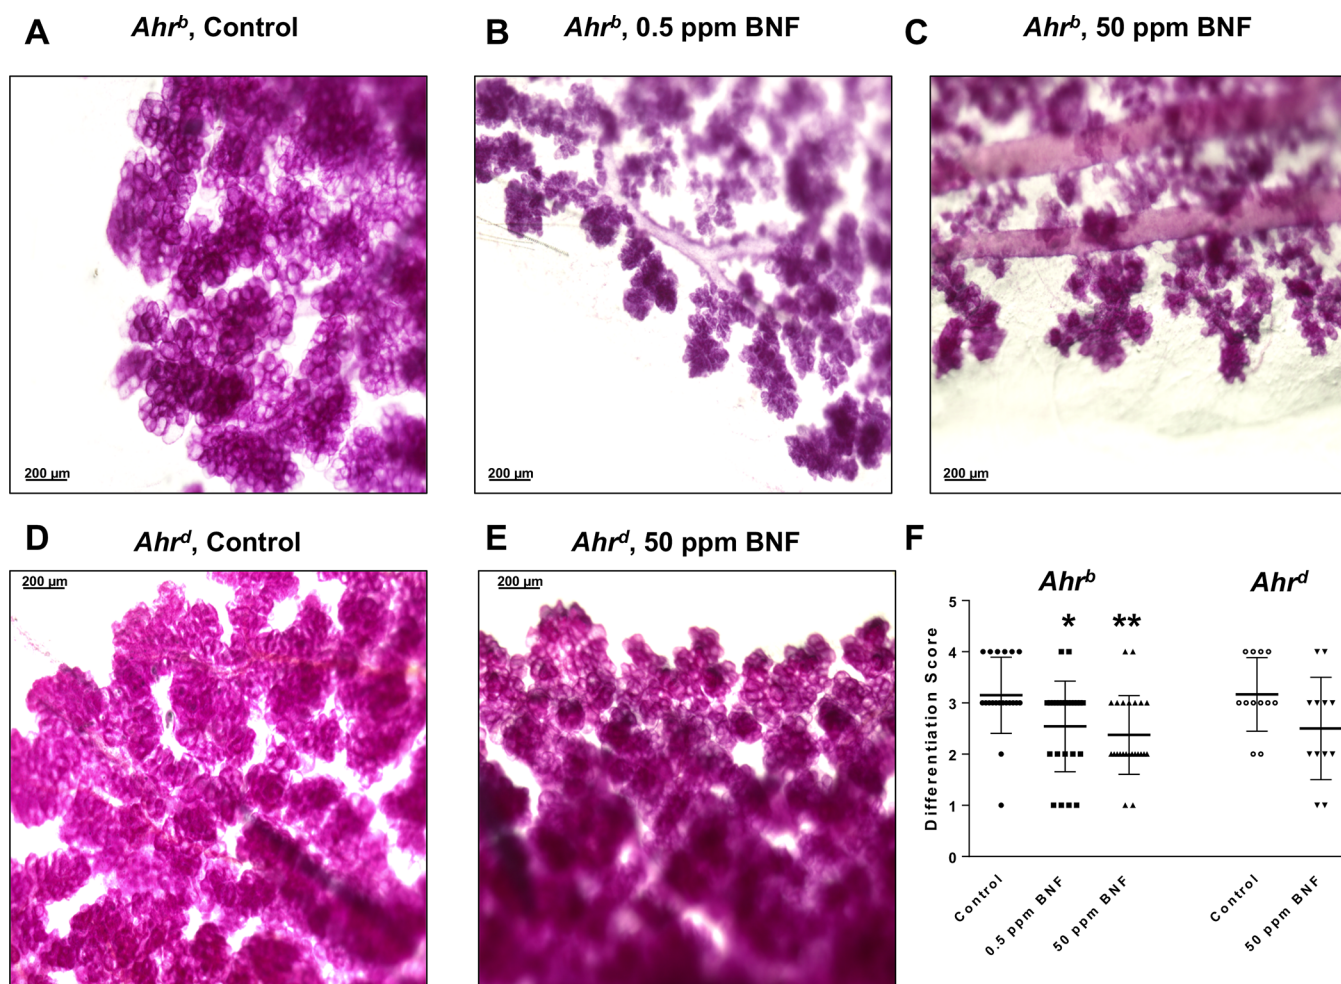 A
Ahrᵇ, Control
B
Ahrᵇ, 0.5 ppm BNF
C
Ahrᵇ, 50 ppm BNF
200 µm
200 µm
200 µm
D
Ahrᵈ, Control
E
Ahrᵈ, 50 ppm BNF
F
200 µm
200 µm
Ahrᵇ
Ahrᵈ
Differentiation Score
5
4
3
2
1
0
*
**
Control
0.5 ppm BNF
50 ppm BNF
Control
50 ppm BNF